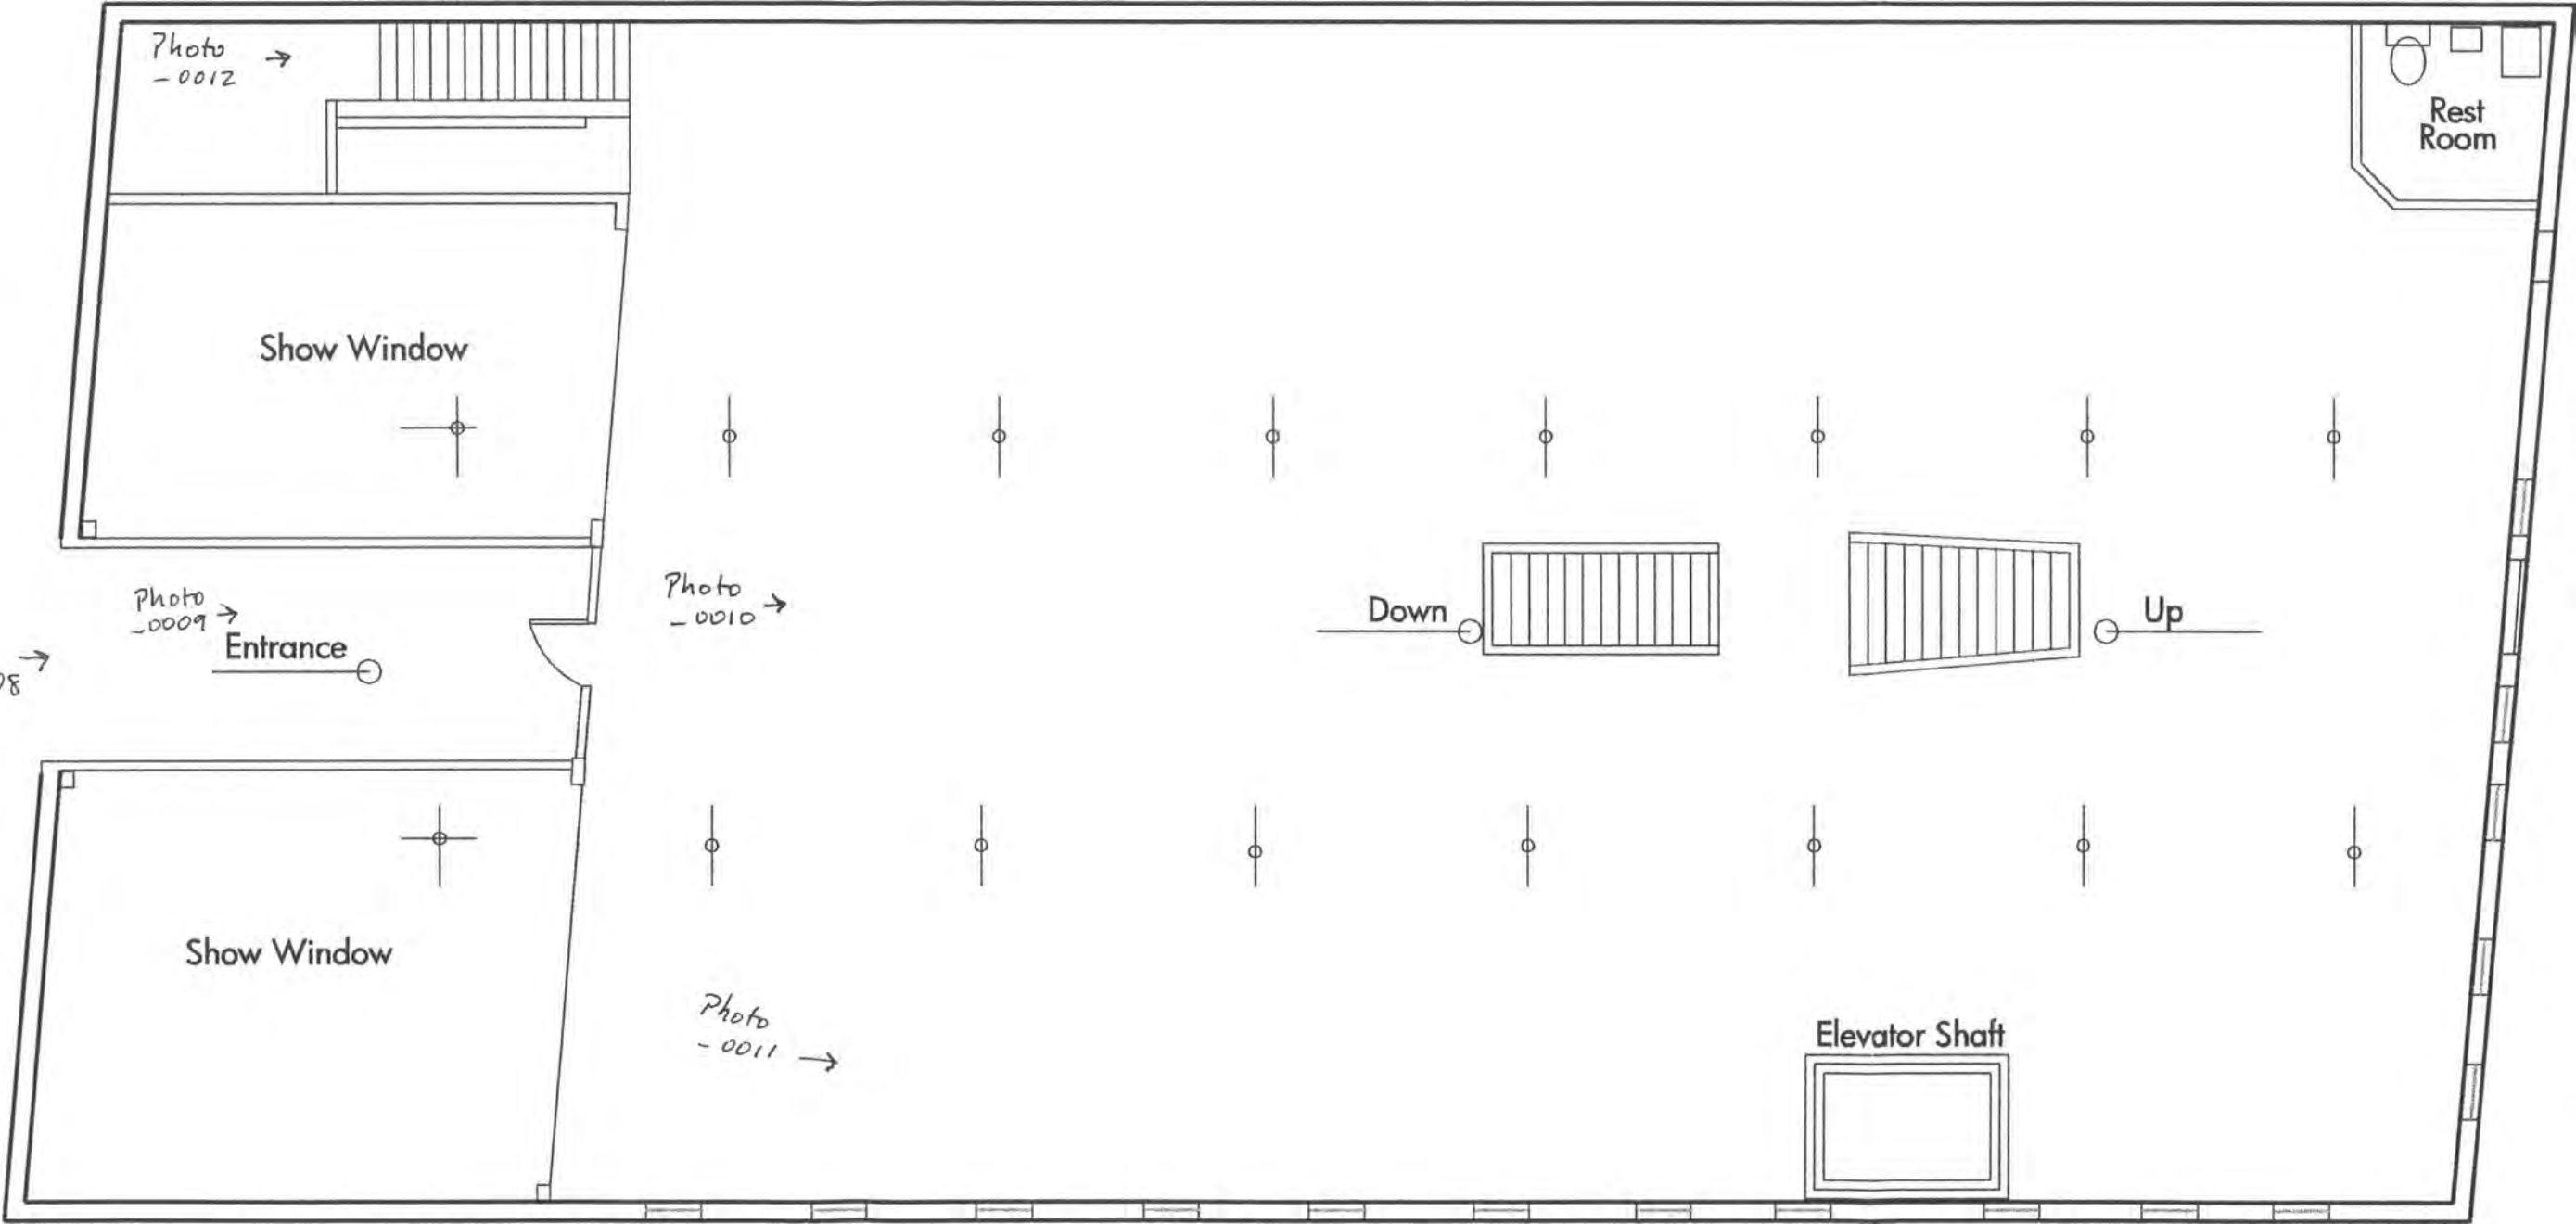 Photo →
-0012
Rest
Room
Show Window
Photo
-0009 →
Entrance
Photo →
-0010
Down
Up
Show Window
Photo
-0011 →
Elevator Shaft